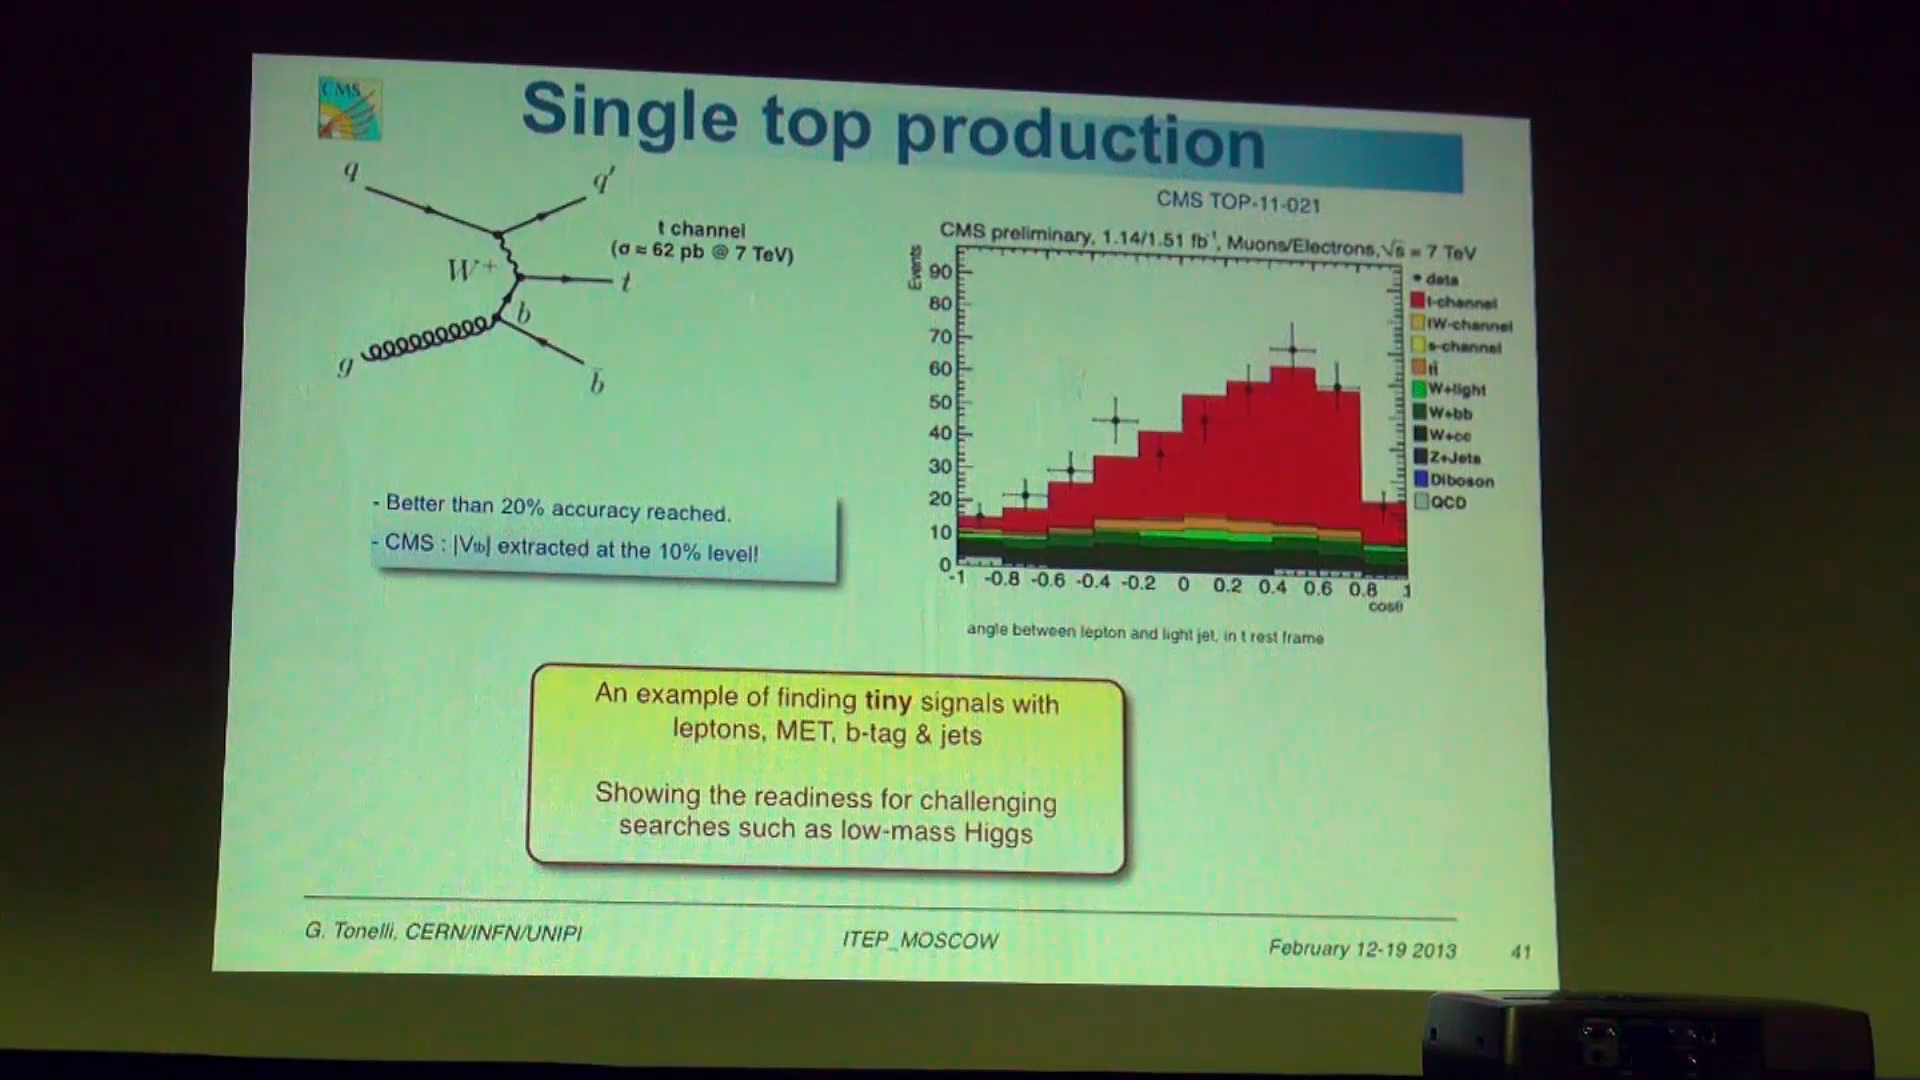 CMS
Single top production
CMS TOP-11-021
q
q′
W+
t
b
g
b̄
t channel
(σ ≈ 62 pb @ 7 TeV)
CMS preliminary, 1.14/1.51 fb⁻¹, Muons/Electrons, √s = 7 TeV
Events
90
80
70
60
50
40
30
20
10
0
-1 -0.8 -0.6 -0.4 -0.2 0 0.2 0.4 0.6 0.8 1
cosθ
data
t-channel
tW-channel
s-channel
tt̄
W+light
W+bb
W+cc
Z+Jets
Diboson
QCD
angle between lepton and light jet, in t rest frame
- Better than 20% accuracy reached.
- CMS : |Vtb| extracted at the 10% level!
An example of finding tiny signals with
leptons, MET, b-tag & jets
Showing the readiness for challenging
searches such as low-mass Higgs
G. Tonelli, CERN/INFN/UNIPI
ITEP_MOSCOW
February 12-19 2013
41